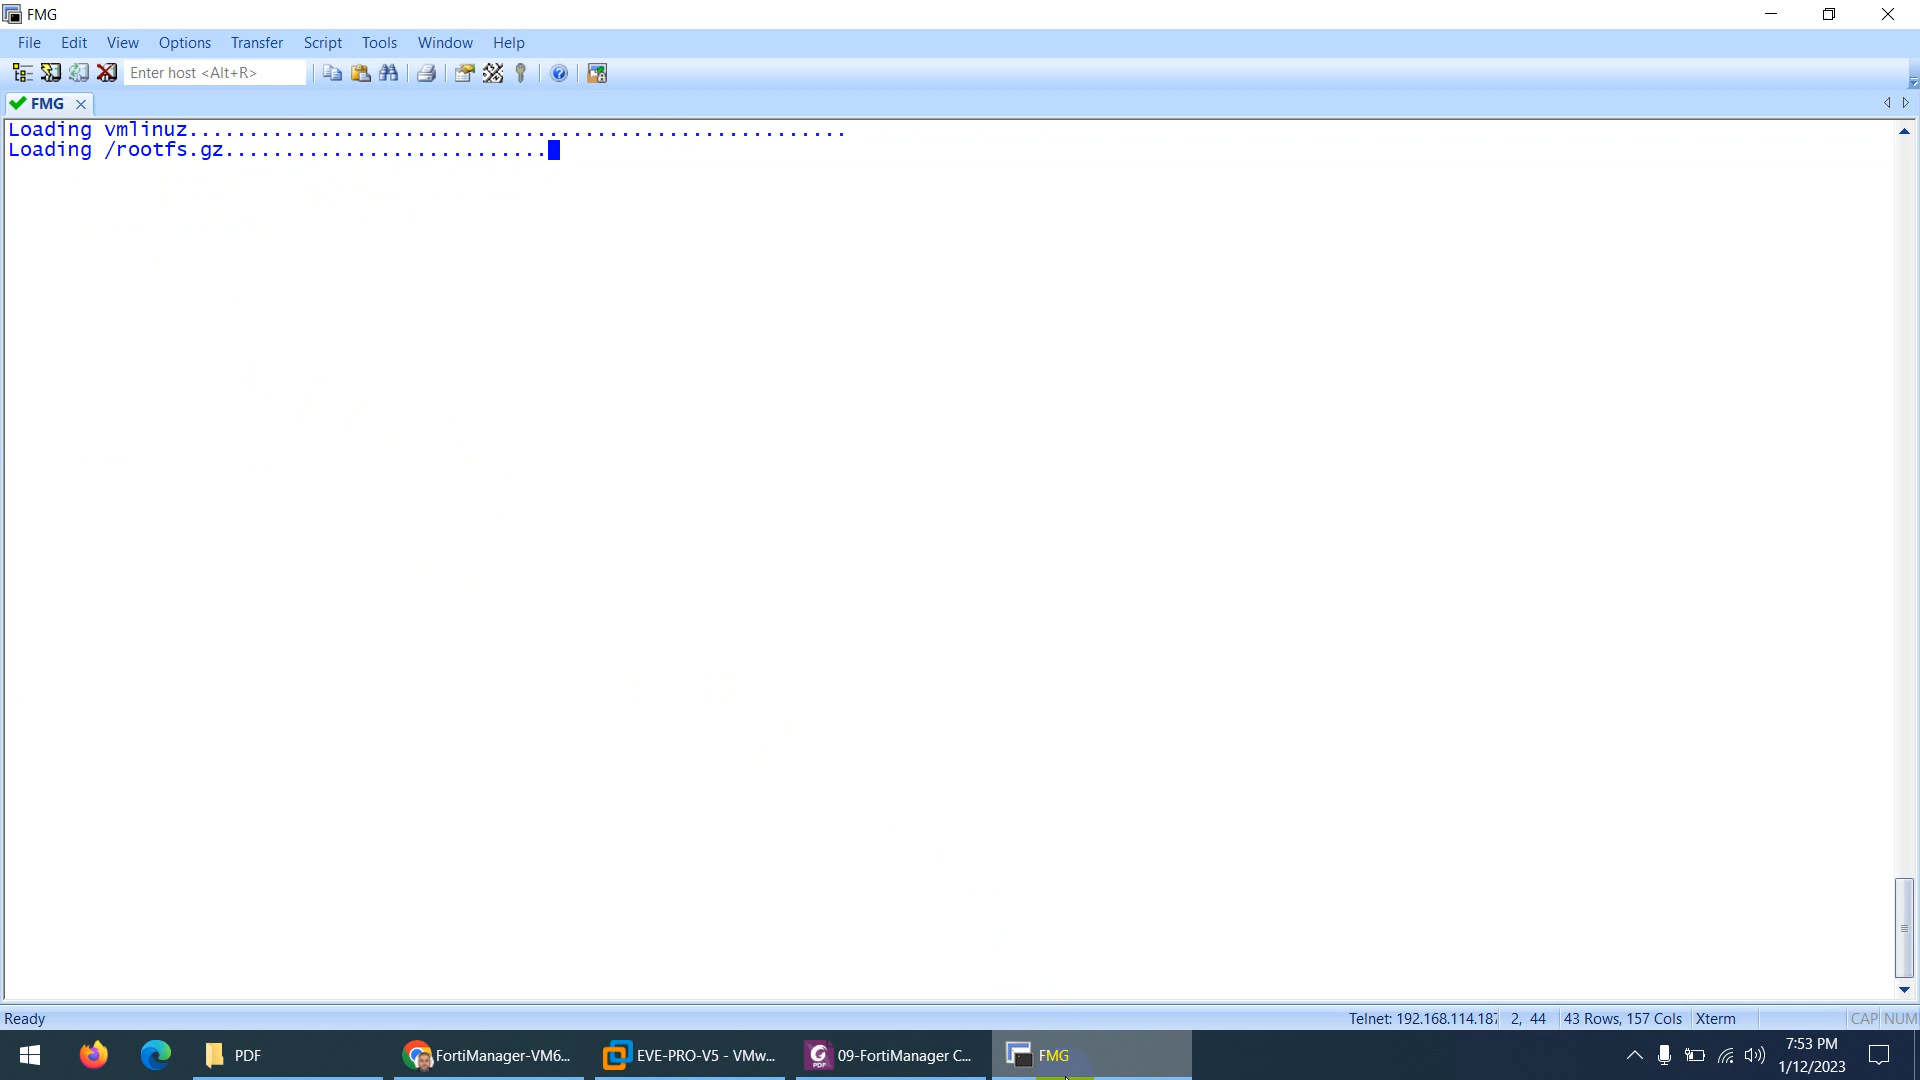 FMG
File Edit View Options Transfer Script Tools Window Help
Enter host <Alt+R>
FMG
Loading vmlinuz.......................................................
Loading /rootfs.gz...........................
Ready
Telnet: 192.168.114.187 2, 44 43 Rows, 157 Cols Xterm CAP NUM
PDF
FortiManager-VM6...
EVE-PRO-V5 - VMw...
09-FortiManager C...
FMG
7:53 PM
1/12/2023